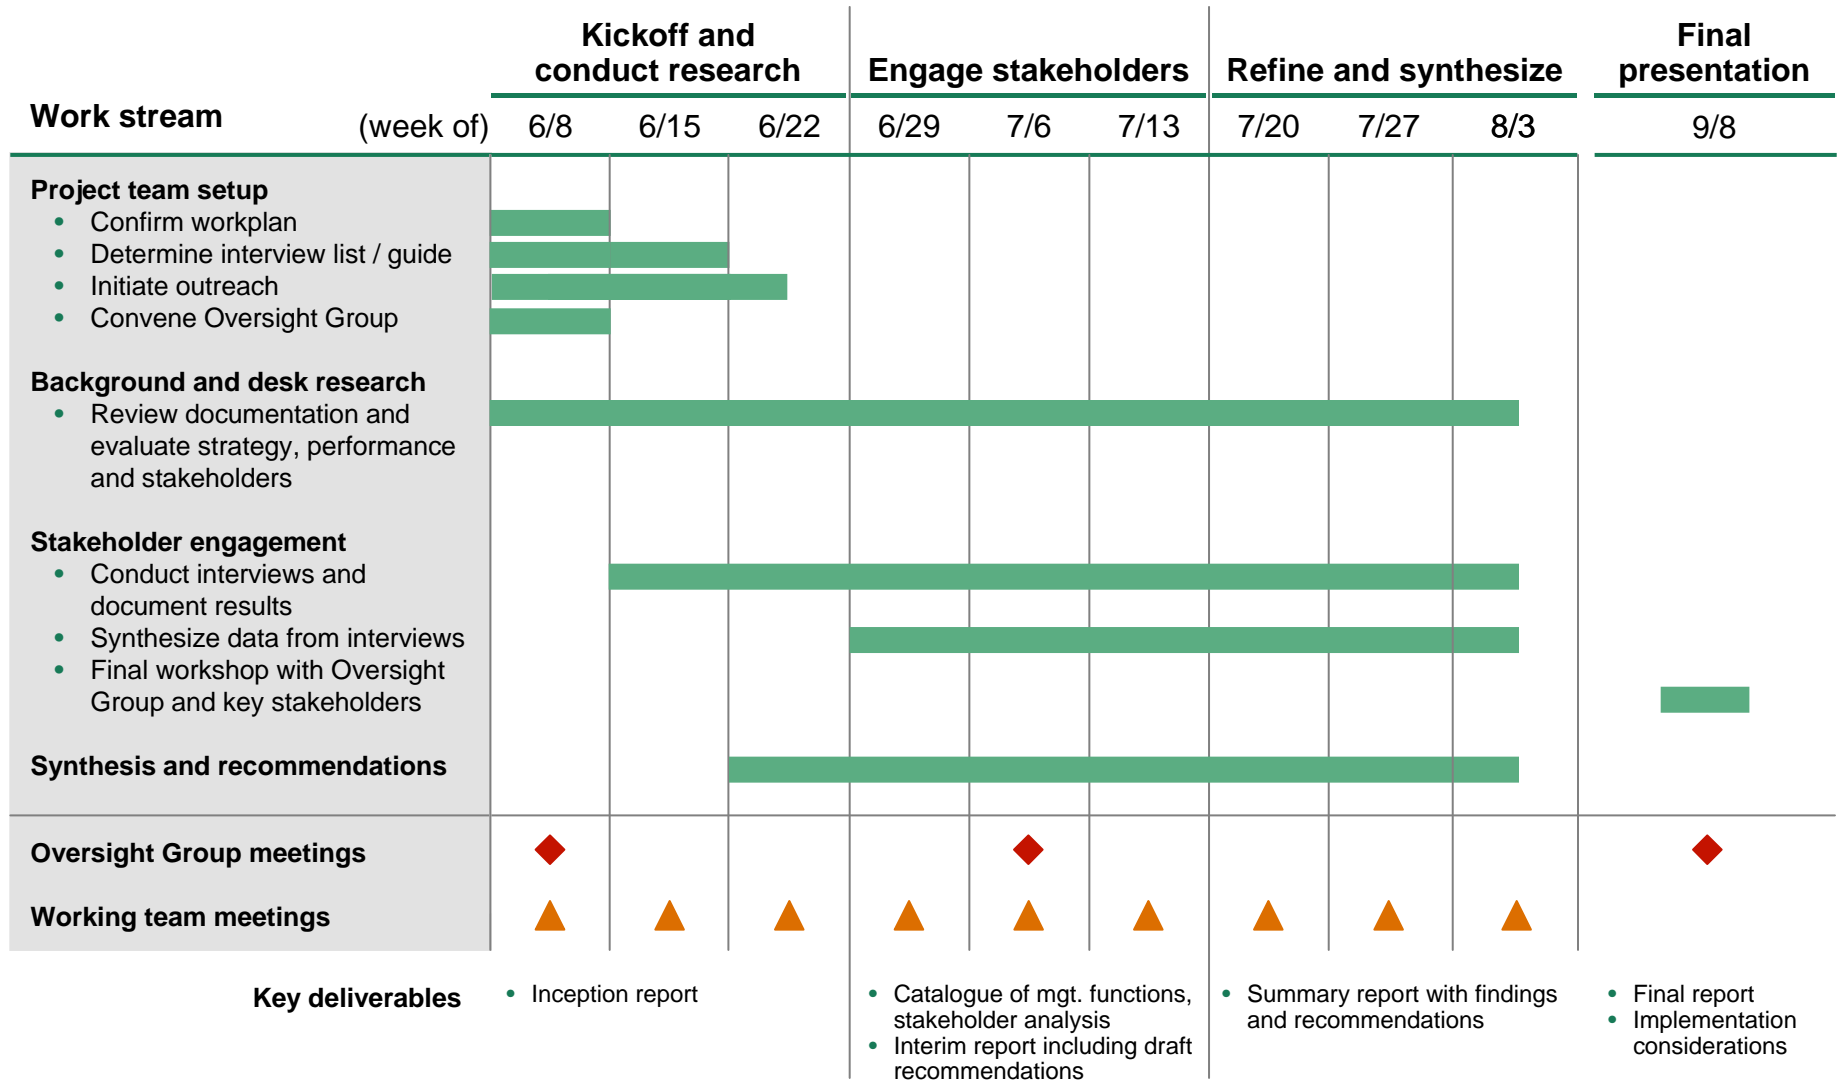 Kickoff and
conduct research
Engage stakeholders
Refine and synthesize
Final
presentation
Work stream
(week of) 6/8 6/15 6/22 6/29 7/6 7/13 7/20 7/27 8/3 9/8
Project team setup
• Confirm workplan
• Determine interview list / guide
• Initiate outreach
• Convene Oversight Group
Background and desk research
• Review documentation and
evaluate strategy, performance
and stakeholders
Stakeholder engagement
• Conduct interviews and
document results
• Synthesize data from interviews
• Final workshop with Oversight
Group and key stakeholders
Synthesis and recommendations
Oversight Group meetings
Working team meetings
Key deliverables
• Inception report
• Catalogue of mgt. functions,
stakeholder analysis
• Interim report including draft
recommendations
• Summary report with findings
and recommendations
• Final report
• Implementation
considerations